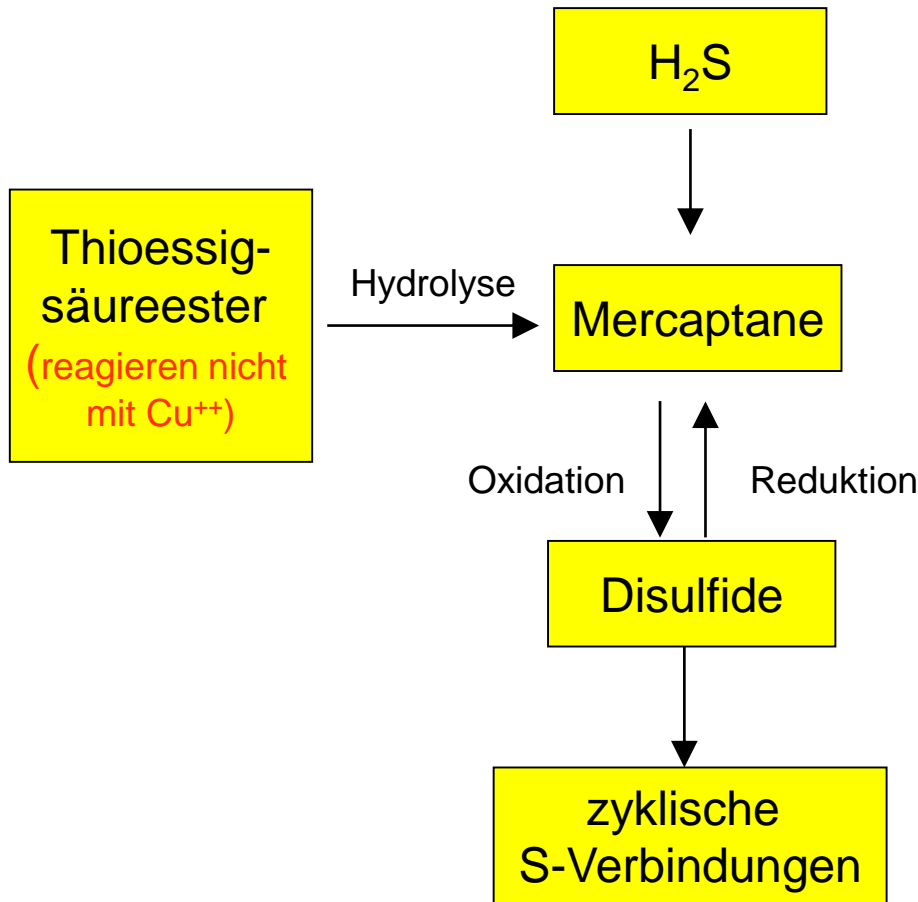 H₂S
Thioessig-
säureester
(reagieren nicht
mit Cu⁺⁺)
Hydrolyse
Mercaptane
Oxidation
Reduktion
Disulfide
zyklische
S-Verbindungen